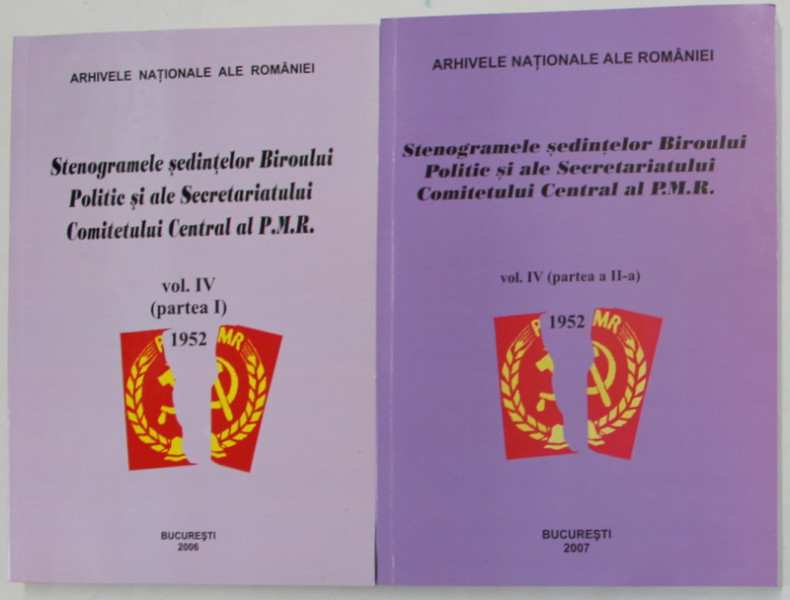 ARHIVELE NAȚIONALE ALE ROMÂNIEI
Stenogramele ședințelor Biroului
Politic și ale Secretariatului
Comitetului Central al P.M.R.
vol. IV
(partea I)
1952
P MR
BUCUREȘTI
2006
ARHIVELE NAȚIONALE ALE ROMÂNIEI
Stenogramele ședințelor Biroului
Politic și ale Secretariatului
Comitetului Central al P.M.R.
vol. IV (partea a II-a)
1952
P MR
BUCUREȘTI
2007